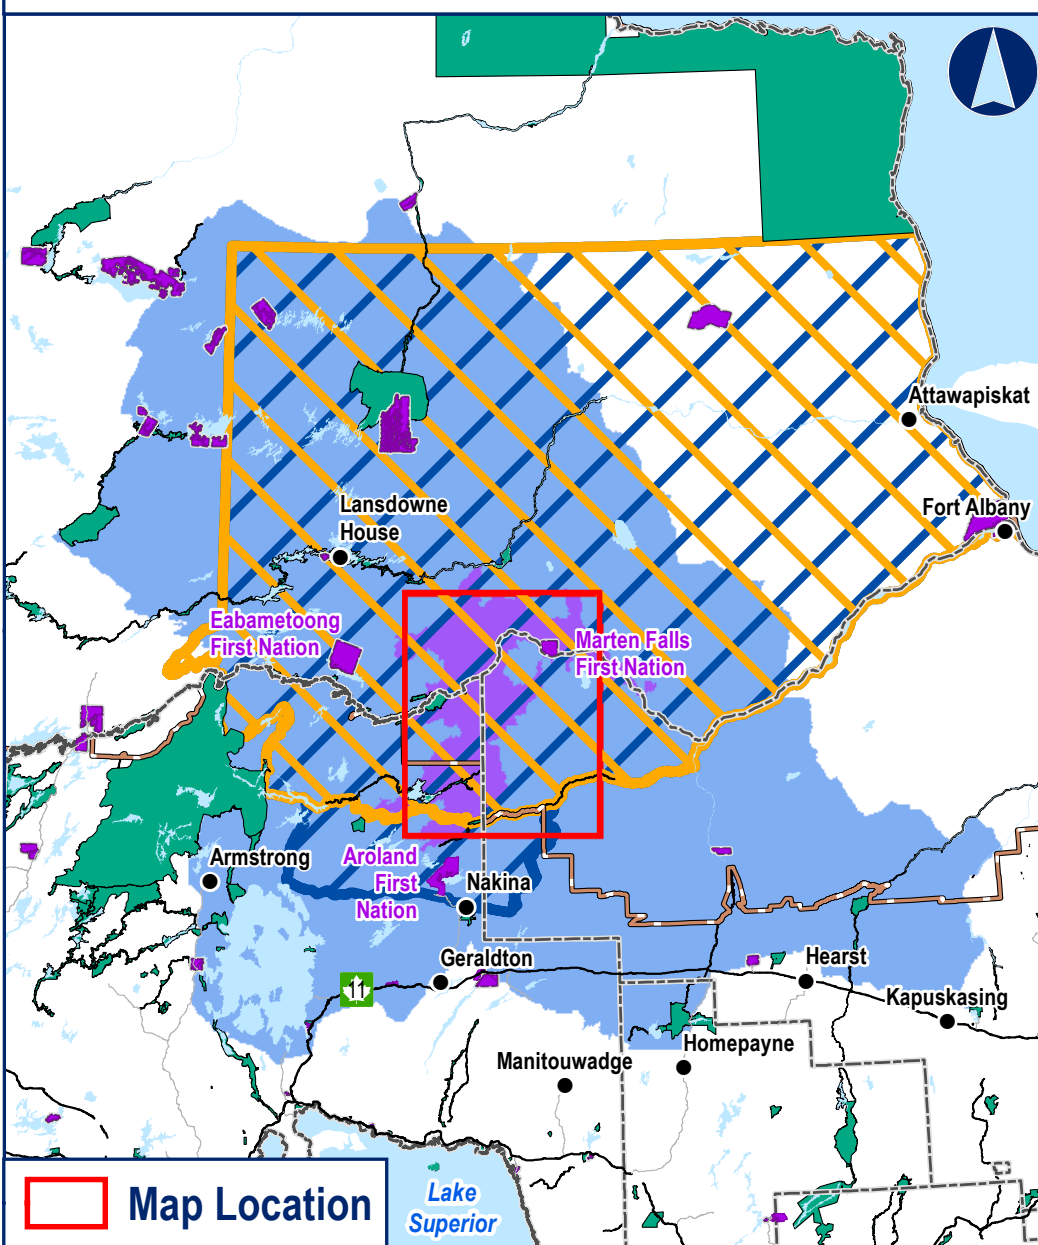 Attawapiskat
Fort Albany
Lansdowne
House
Eabametoong
First Nation
Marten Falls
First Nation
Armstrong
Aroland
First
Nation
Nakina
Geraldton
11
Hearst
Kapuskasing
Manitouwadge
Homepayne
Map Location
Lake
Superior